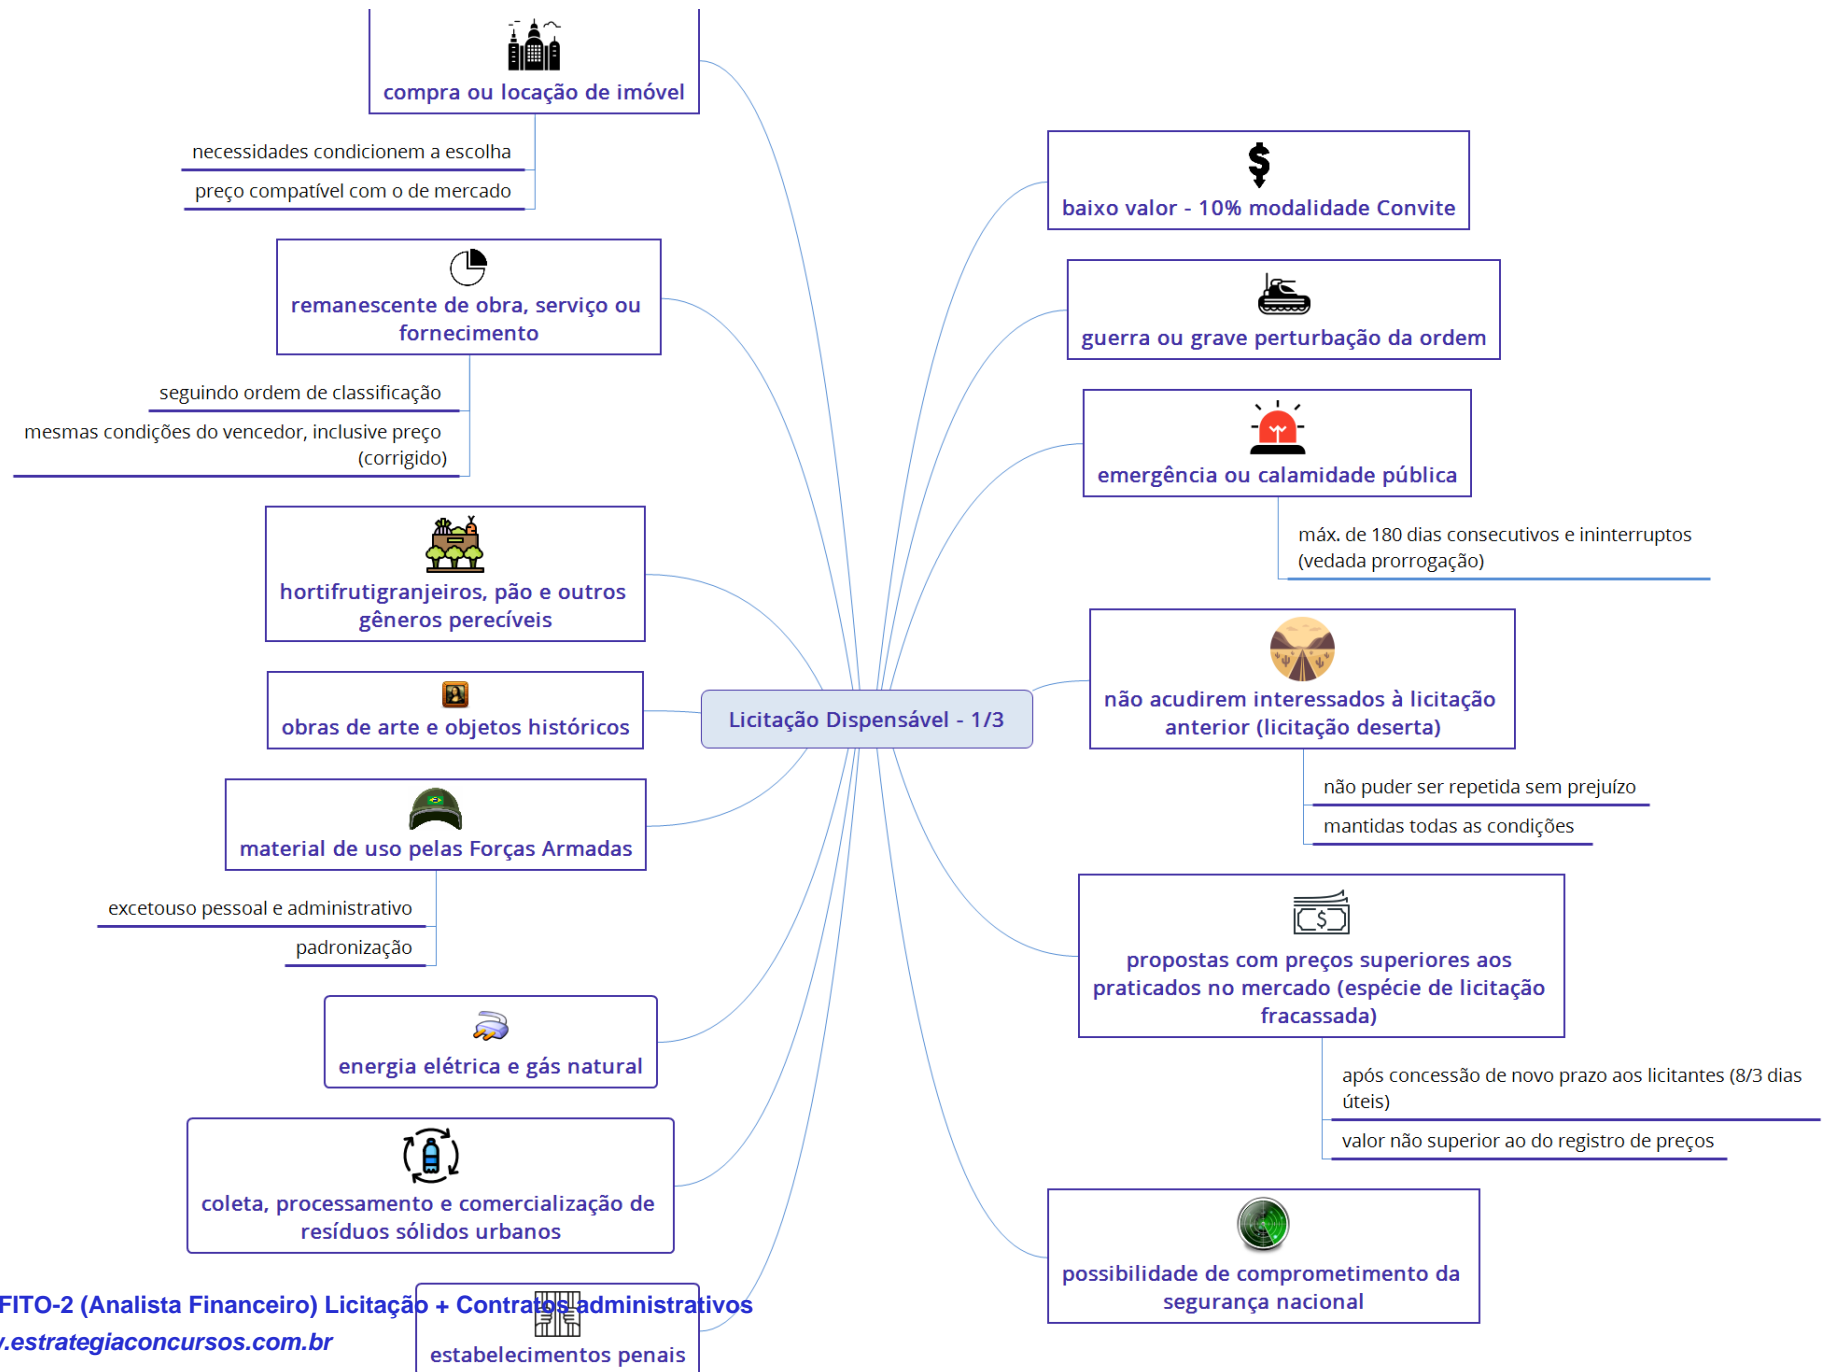 compra ou locação de imóvel
necessidades condicionem a escolha
preço compatível com o de mercado
remanescente de obra, serviço ou
fornecimento
seguindo ordem de classificação
mesmas condições do vencedor, inclusive preço
(corrigido)
hortifrutigranjeiros, pão e outros
gêneros perecíveis
obras de arte e objetos históricos
material de uso pelas Forças Armadas
excetouso pessoal e administrativo
padronização
energia elétrica e gás natural
coleta, processamento e comercialização de
resíduos sólidos urbanos
estabelecimentos penais
Licitação Dispensável - 1/3
baixo valor - 10% modalidade Convite
guerra ou grave perturbação da ordem
emergência ou calamidade pública
máx. de 180 dias consecutivos e ininterruptos
(vedada prorrogação)
não acudirem interessados à licitação
anterior (licitação deserta)
não puder ser repetida sem prejuízo
mantidas todas as condições
propostas com preços superiores aos
praticados no mercado (espécie de licitação
fracassada)
após concessão de novo prazo aos licitantes (8/3 dias
úteis)
valor não superior ao do registro de preços
possibilidade de comprometimento da
segurança nacional
FITO-2 (Analista Financeiro) Licitação + Contratos administrativos
.estrategiaconcursos.com.br